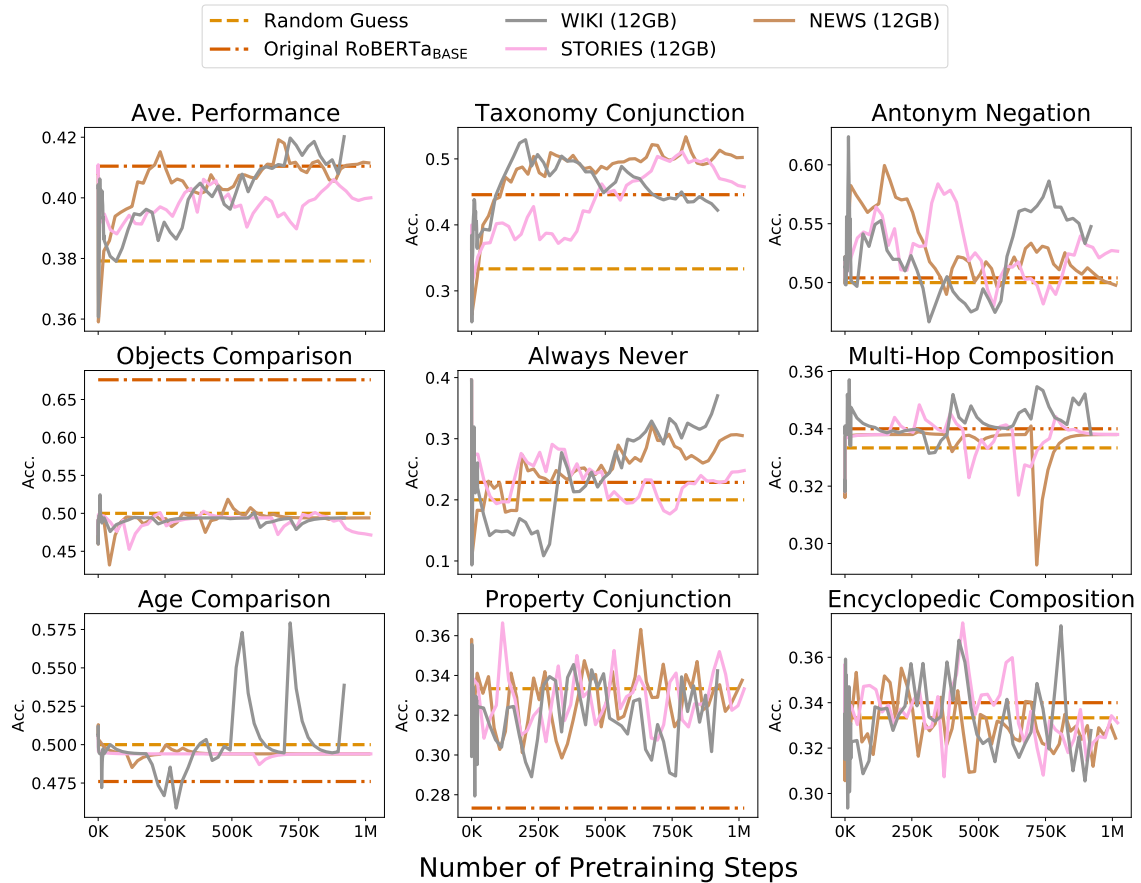 Random Guess
WIKI (12GB)
NEWS (12GB)
Original RoBERTaBASE
STORIES (12GB)
Ave. Performance
Taxonomy Conjunction
Antonym Negation
0.42
0.40
0.38
0.36
Acc.
0.5
0.4
0.3
Acc.
0.60
0.55
0.50
Objects Comparison
Always Never
Multi-Hop Composition
Acc.
0.65
0.60
0.55
0.50
0.45
Acc.
0.4
0.3
0.2
0.1
Acc.
0.36
0.34
0.32
0.30
Age Comparison
Property Conjunction
Encyclopedic Composition
Acc.
0.575
0.550
0.525
0.500
0.475
Acc.
0.36
0.34
0.32
0.30
0.28
Acc.
0.36
0.34
0.32
0.30
0K 250K 500K 750K 1M
0K 250K 500K 750K 1M
0K 250K 500K 750K 1M
Number of Pretraining Steps